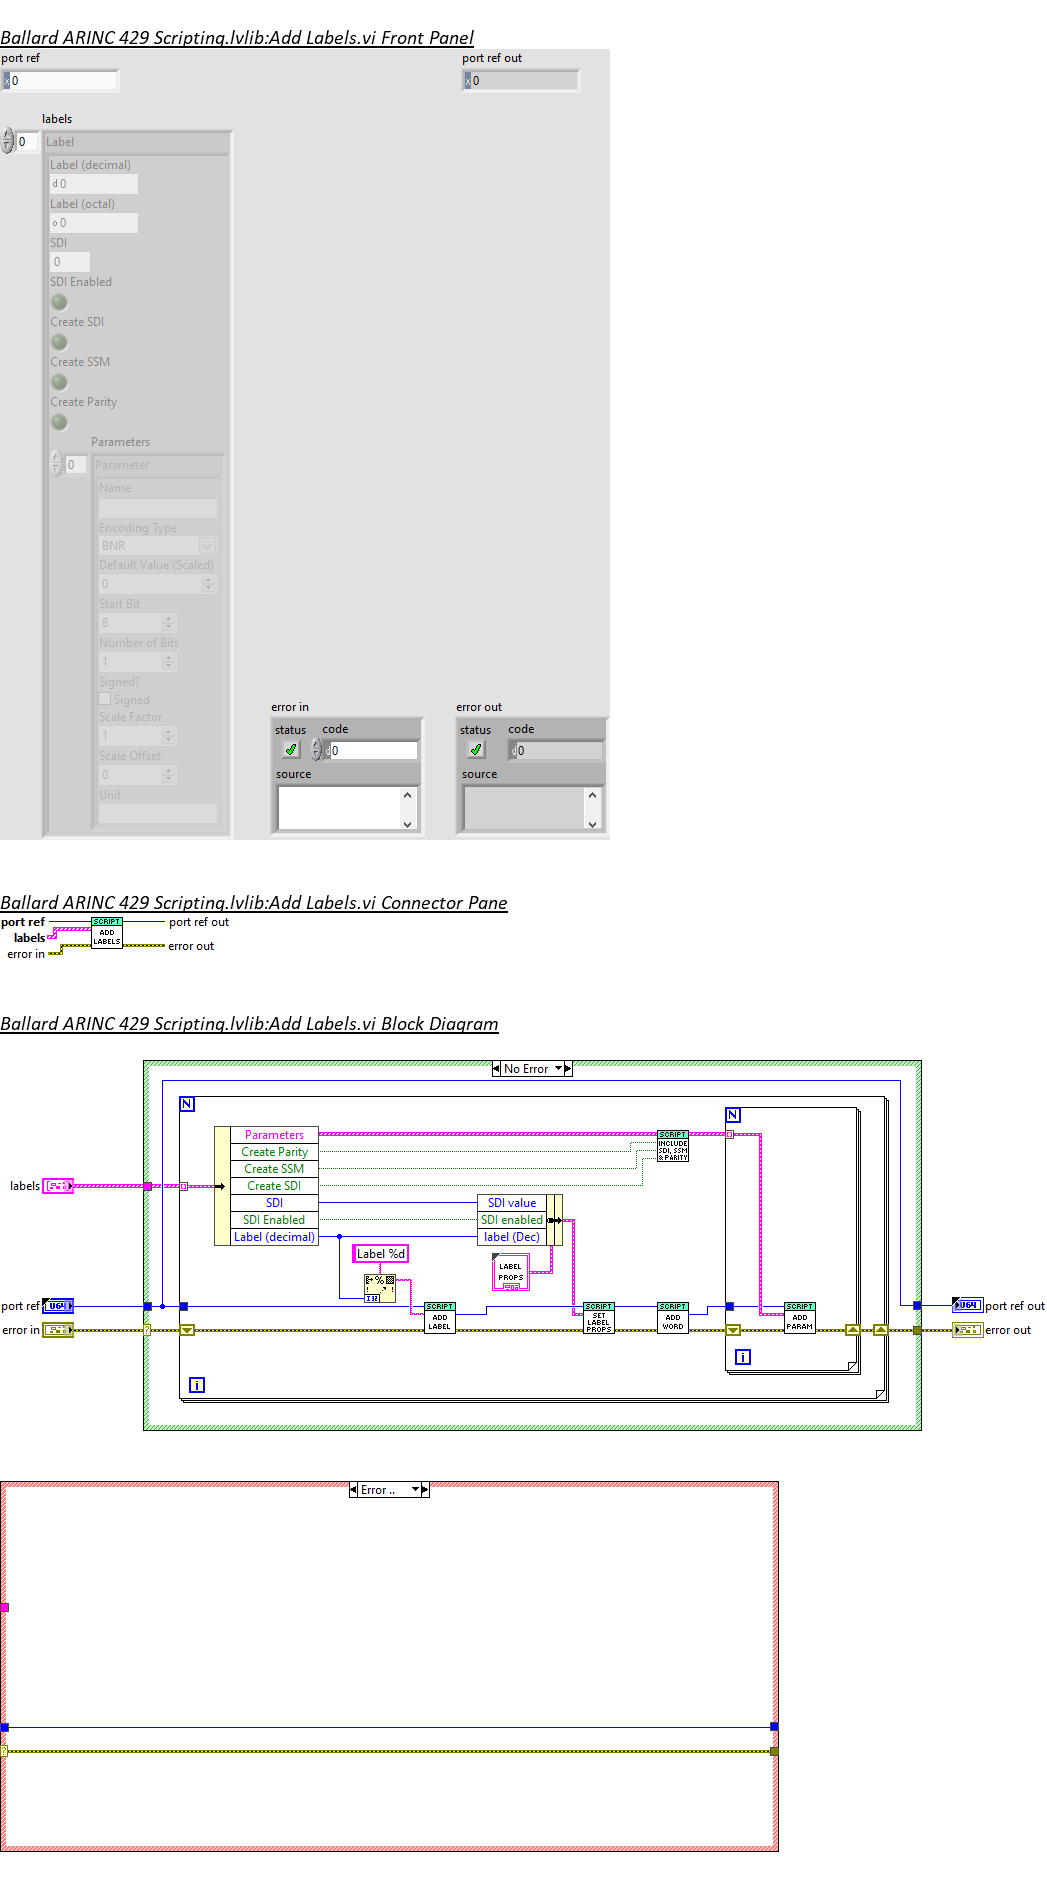 Ballard ARINC 429 Scripting.lvlib:Add Labels.vi Front Panel
port ref
port ref out
x 0
x 0
labels
0
Label
Label (decimal)
d 0
Label (octal)
o 0
SDI
0
SDI Enabled
Create SDI
Create SSM
Create Parity
Parameters
0
Parameter
Name
Encoding Type
BNR
Default Value (Scaled)
0
Start Bit
8
Number of Bits
1
Signed?
Signed
Scale Factor
1
Scale Offset
0
Unit
error in
error out
status
code
status
code
d 0
d 0
source
source
Ballard ARINC 429 Scripting.lvlib:Add Labels.vi Connector Pane
port ref
labels
error in
SCRIPT
ADD
LABELS
port ref out
error out
Ballard ARINC 429 Scripting.lvlib:Add Labels.vi Block Diagram
No Error
N
N
Parameters
Create Parity
Create SSM
Create SDI
SDI
SDI Enabled
Label (decimal)
SCRIPT
INCLUDE
SDI, SSM
& PARITY
SDI value
SDI enabled
label (Dec)
labels
Label %d
LABEL
PROPS
I32
port ref
U64
SCRIPT
ADD
LABEL
SCRIPT
SET
LABEL
PROPS
SCRIPT
ADD
WORD
SCRIPT
ADD
PARAM
U64
port ref out
error in
?
error out
i
i
Error ..
?